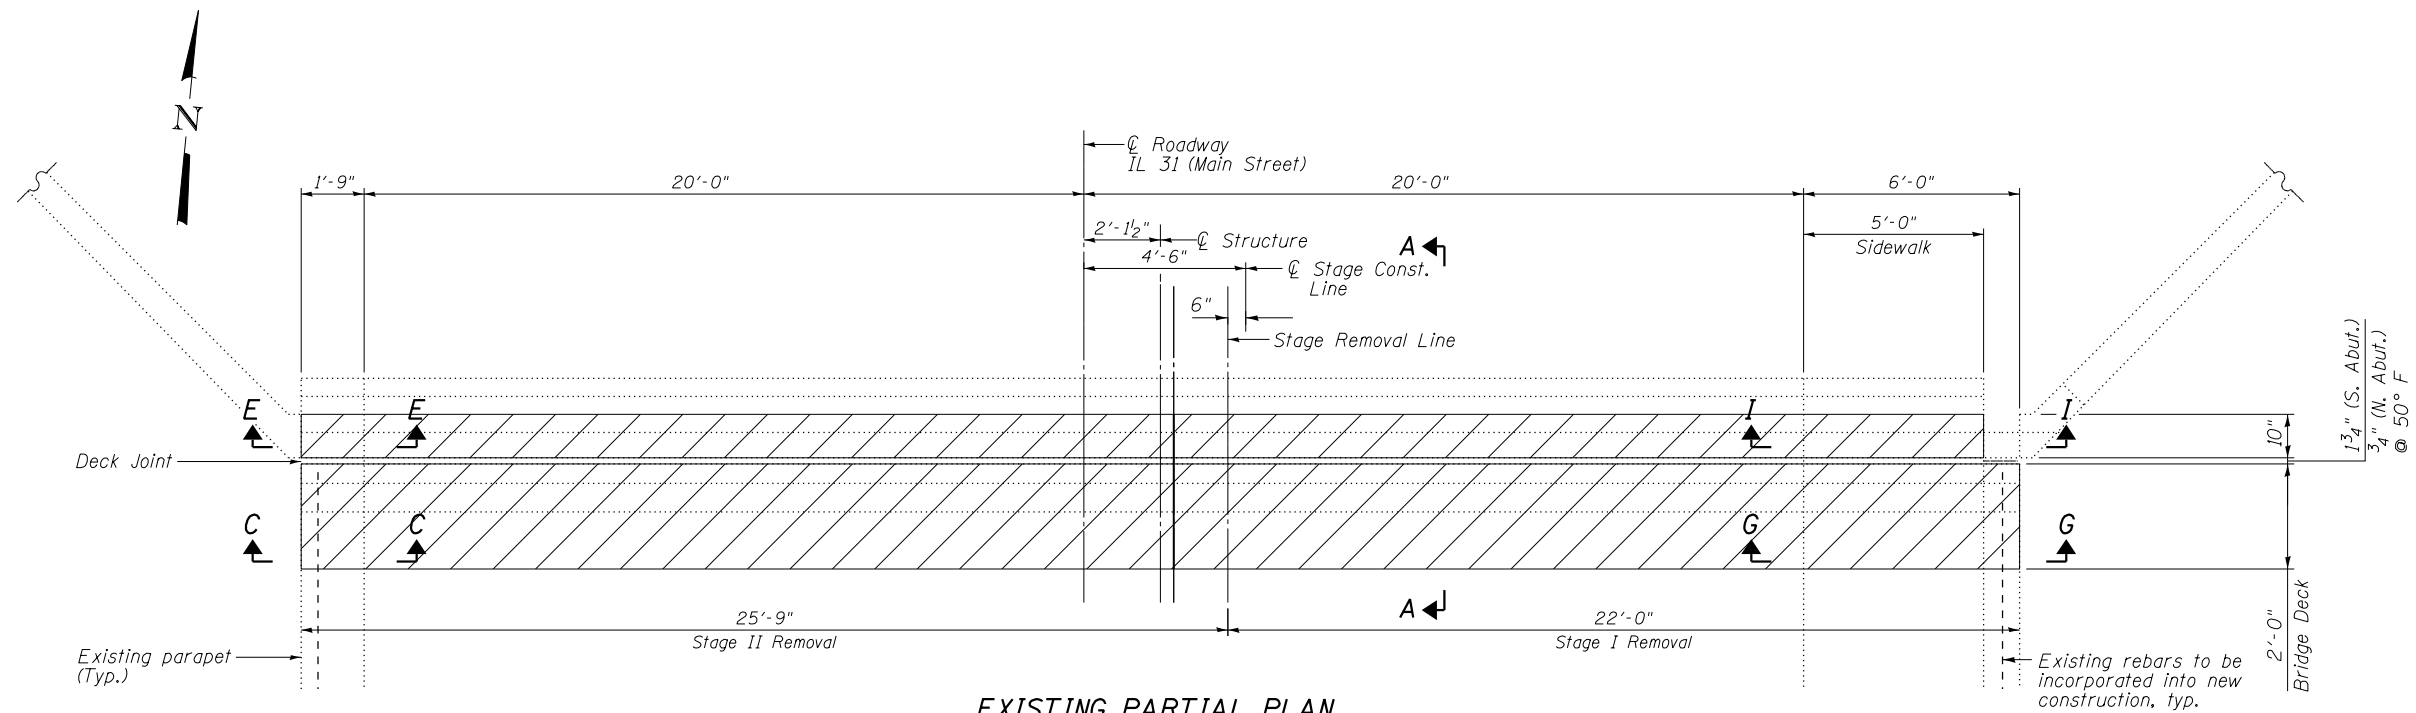 N
℄ Roadway
IL 31 (Main Street)
1'-9"
20'-0"
20'-0"
6'-0"
5'-0"
Sidewalk
2'-1½"
℄ Structure
A
4'-6"
℄ Stage Const.
Line
6"
Stage Removal Line
1¾" (S. Abut.)
¾" (N. Abut.)
@ 50° F
E
E
I
I
10"
Deck Joint
C
C
G
G
A
25'-9"
Stage II Removal
22'-0"
Stage I Removal
2'-0"
Bridge Deck
Existing parapet
(Typ.)
Existing rebars to be
incorporated into new
construction, typ.
EXISTING PARTIAL PLAN